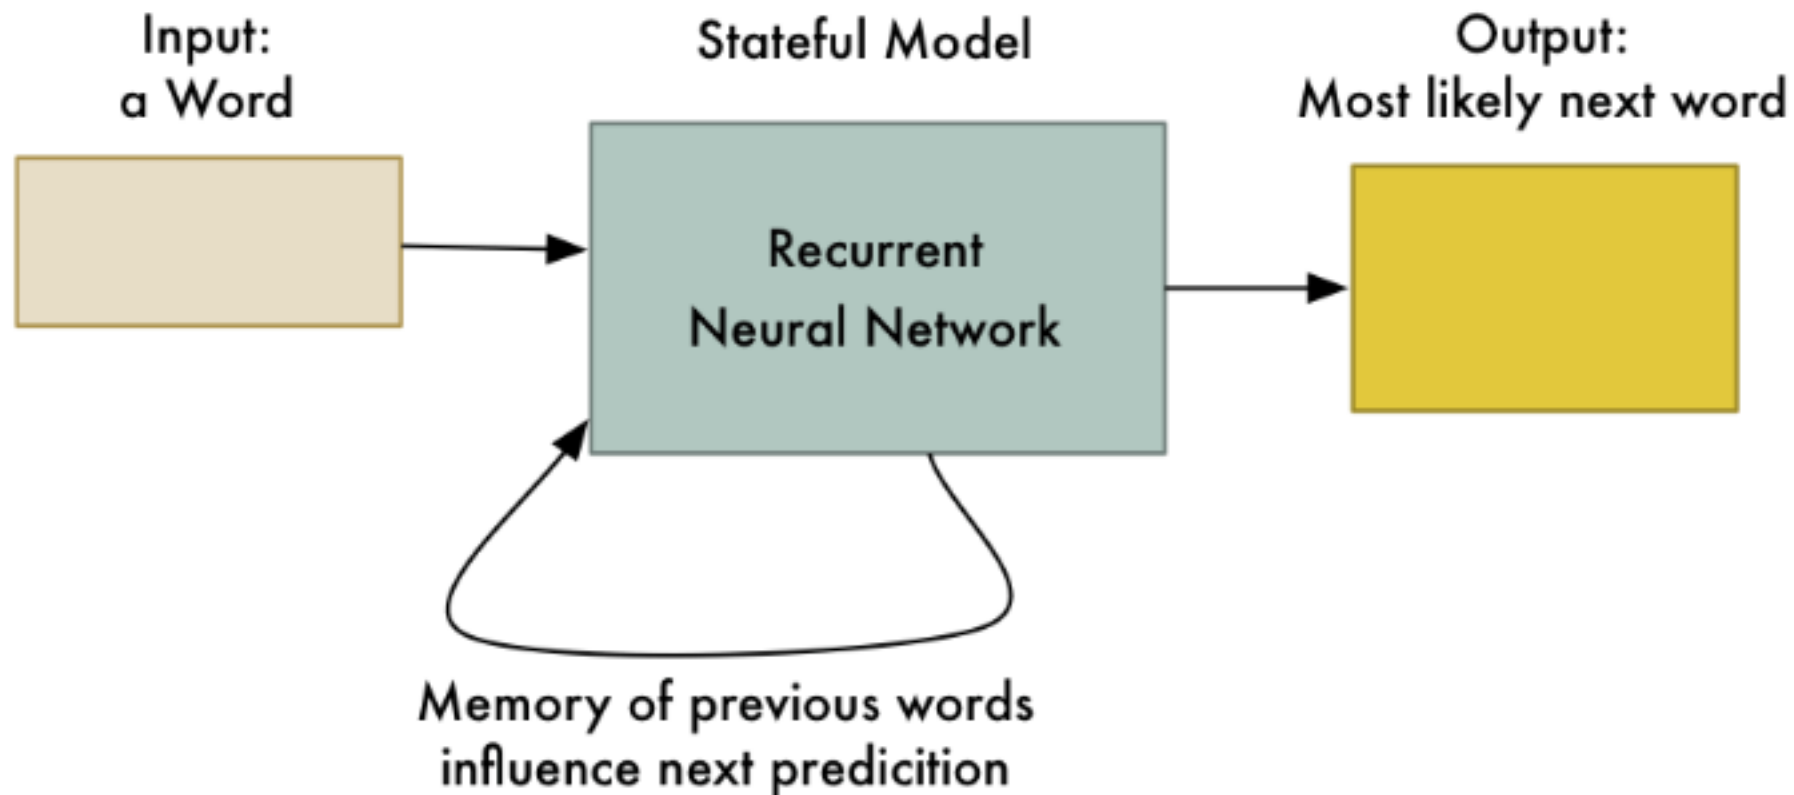 Input:
a Word
Stateful Model
Output:
Most likely next word
Recurrent
Neural Network
Memory of previous words
influence next predicition